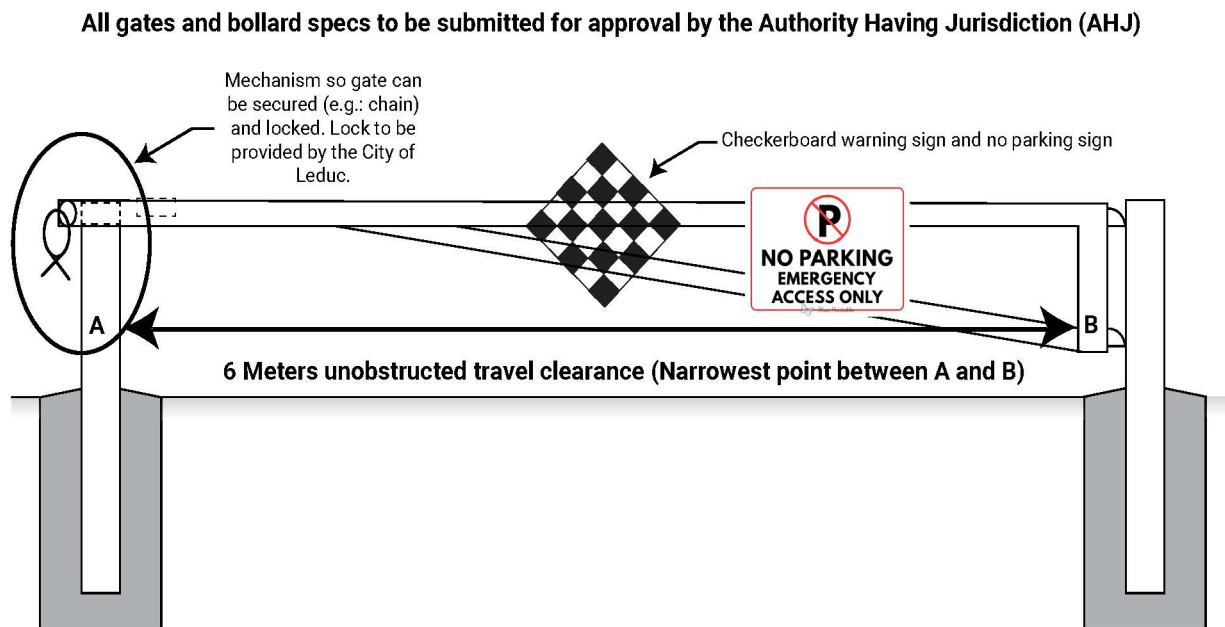 All gates and bollard specs to be submitted for approval by the Authority Having Jurisdiction (AHJ)
Mechanism so gate can
be secured (e.g.: chain)
and locked. Lock to be
provided by the City of
Leduc.
Checkerboard warning sign and no parking sign
P
NO PARKING
EMERGENCY
ACCESS ONLY
A
B
6 Meters unobstructed travel clearance (Narrowest point between A and B)